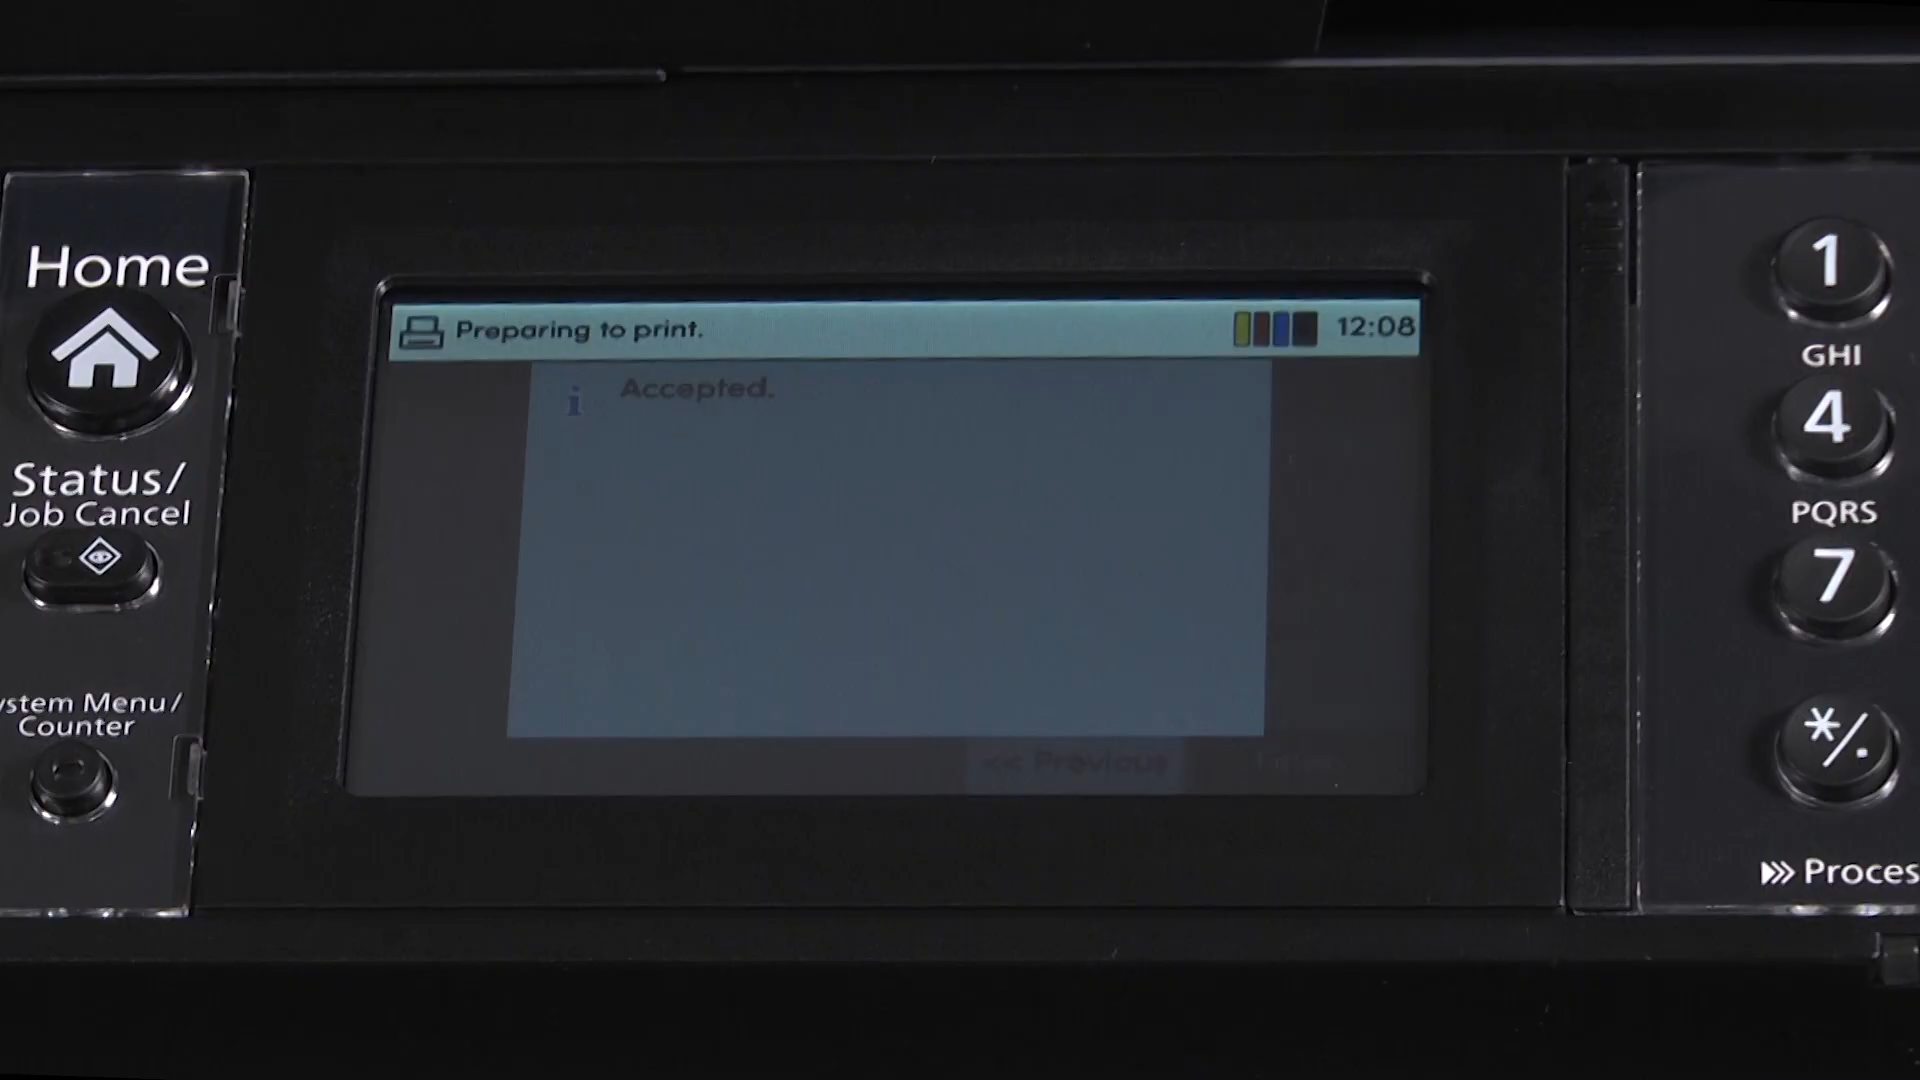 Home
Status/
Job Cancel
ystem Menu/
Counter
Preparing to print.
12:08
Accepted.
<< Previous
1
GHI
4
PQRS
7
*/.
Proces